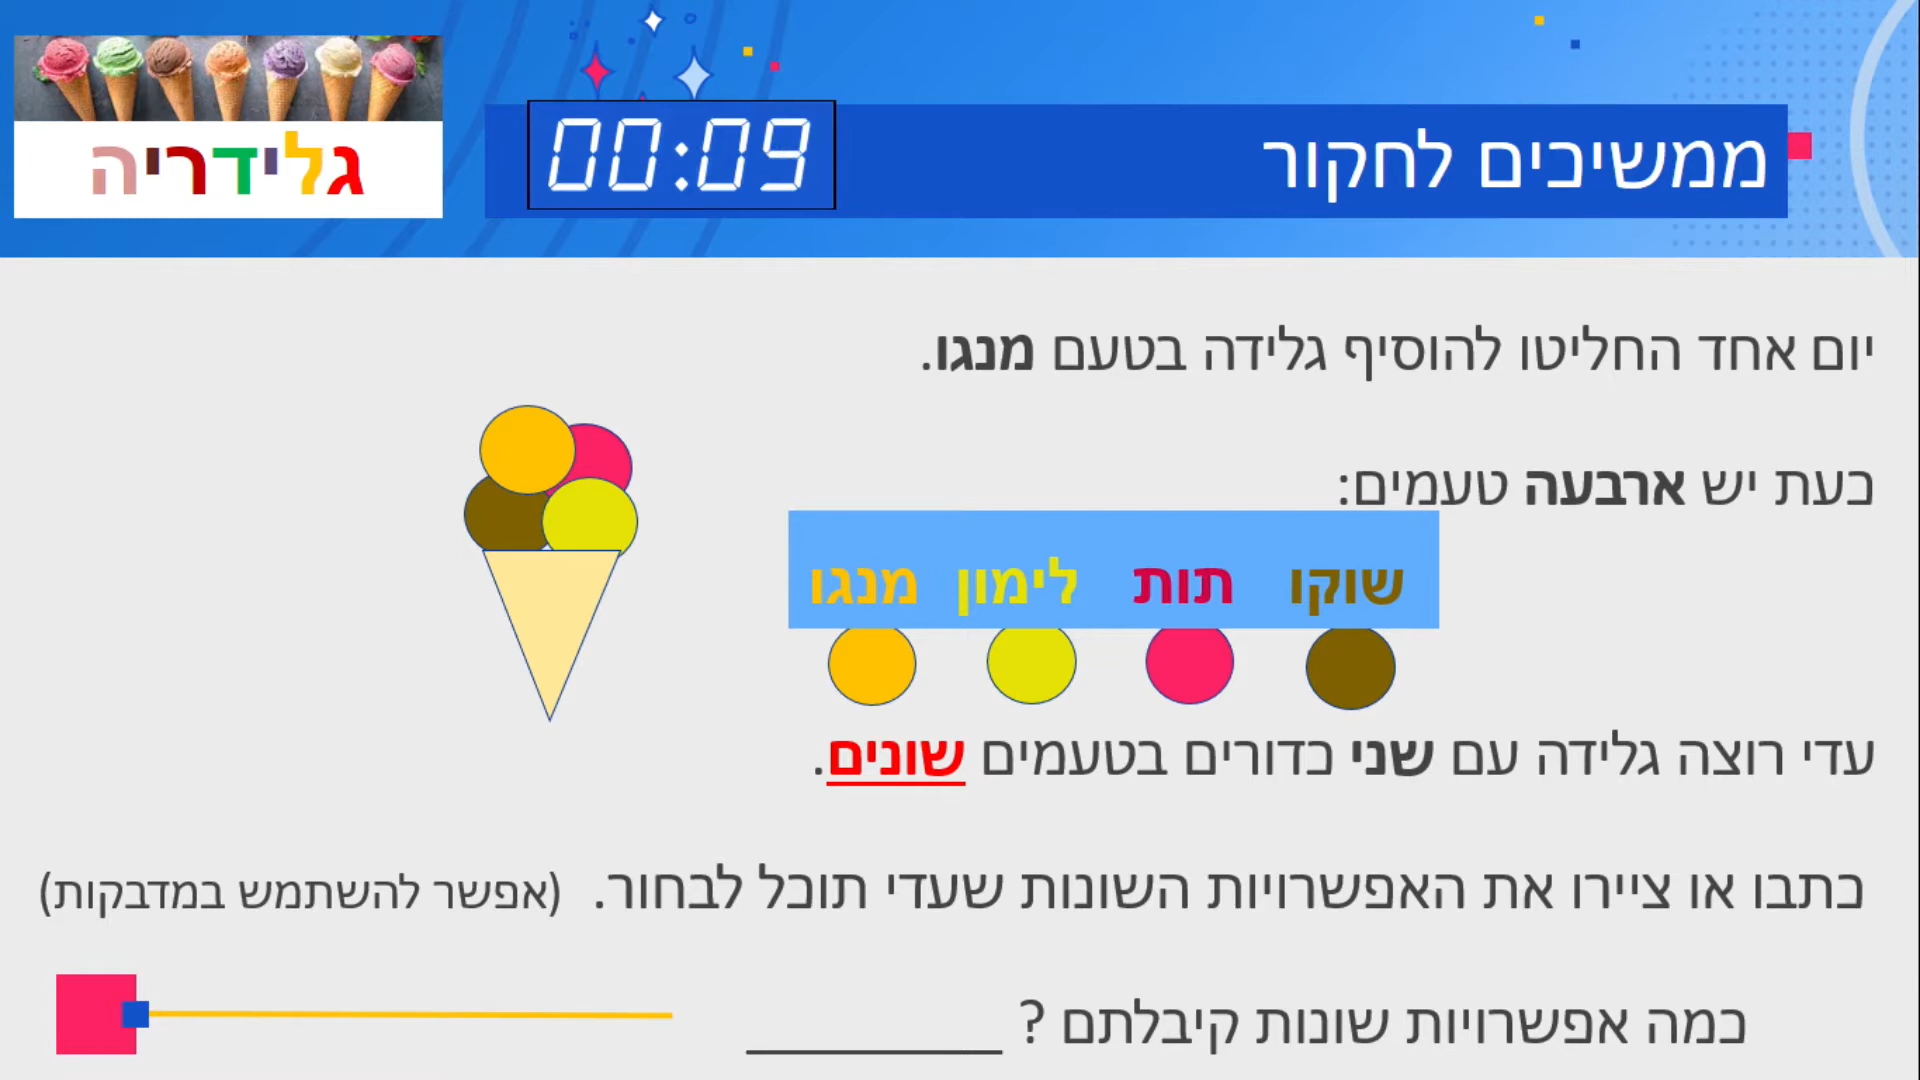 גלידריה
00:09
ממשיכים לחקור
יום אחד החליטו להוסיף גלידה בטעם מנגו.
כעת יש ארבעה טעמים:
שוקו תות לימון מנגו
עדי רוצה גלידה עם שני כדורים בטעמים שונים.
כתבו או ציירו את האפשרויות השונות שעדי תוכל לבחור. (אפשר להשתמש במדבקות)
כמה אפשרויות שונות קיבלתם ? __________